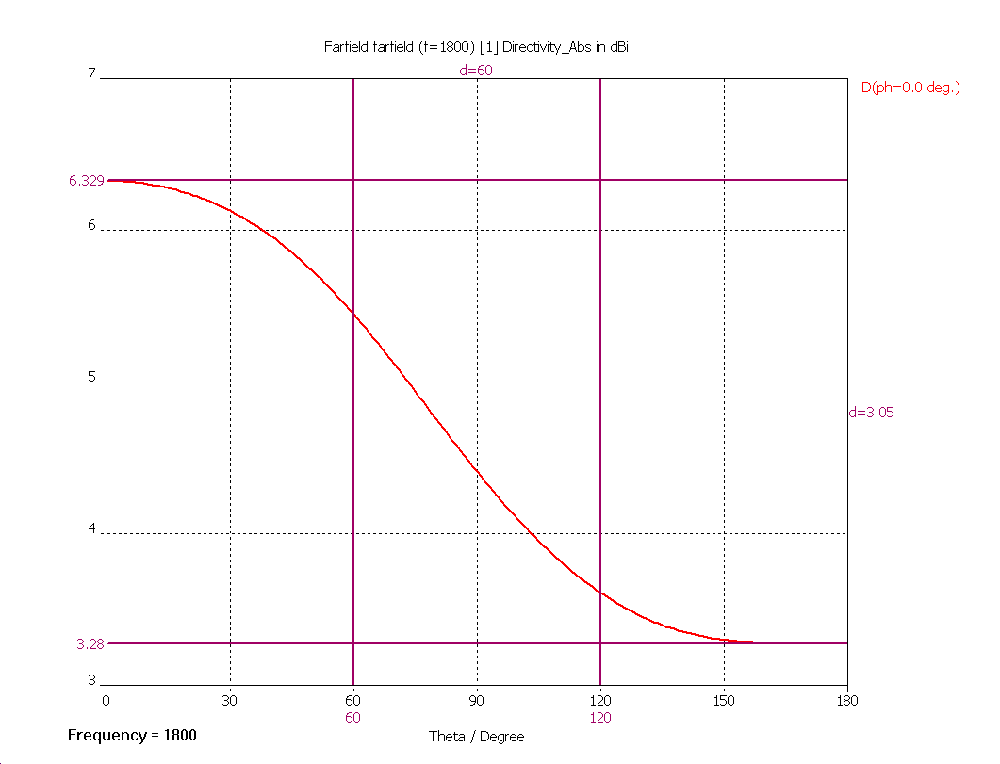 Farfield farfield (f=1800) [1] Directivity_Abs in dBi
d=60
7
D(ph=0.0 deg.)
6.329
6
5
d=3.05
4
3.28
3
0 30 60 90 120 150 180
60 120
Frequency = 1800
Theta / Degree